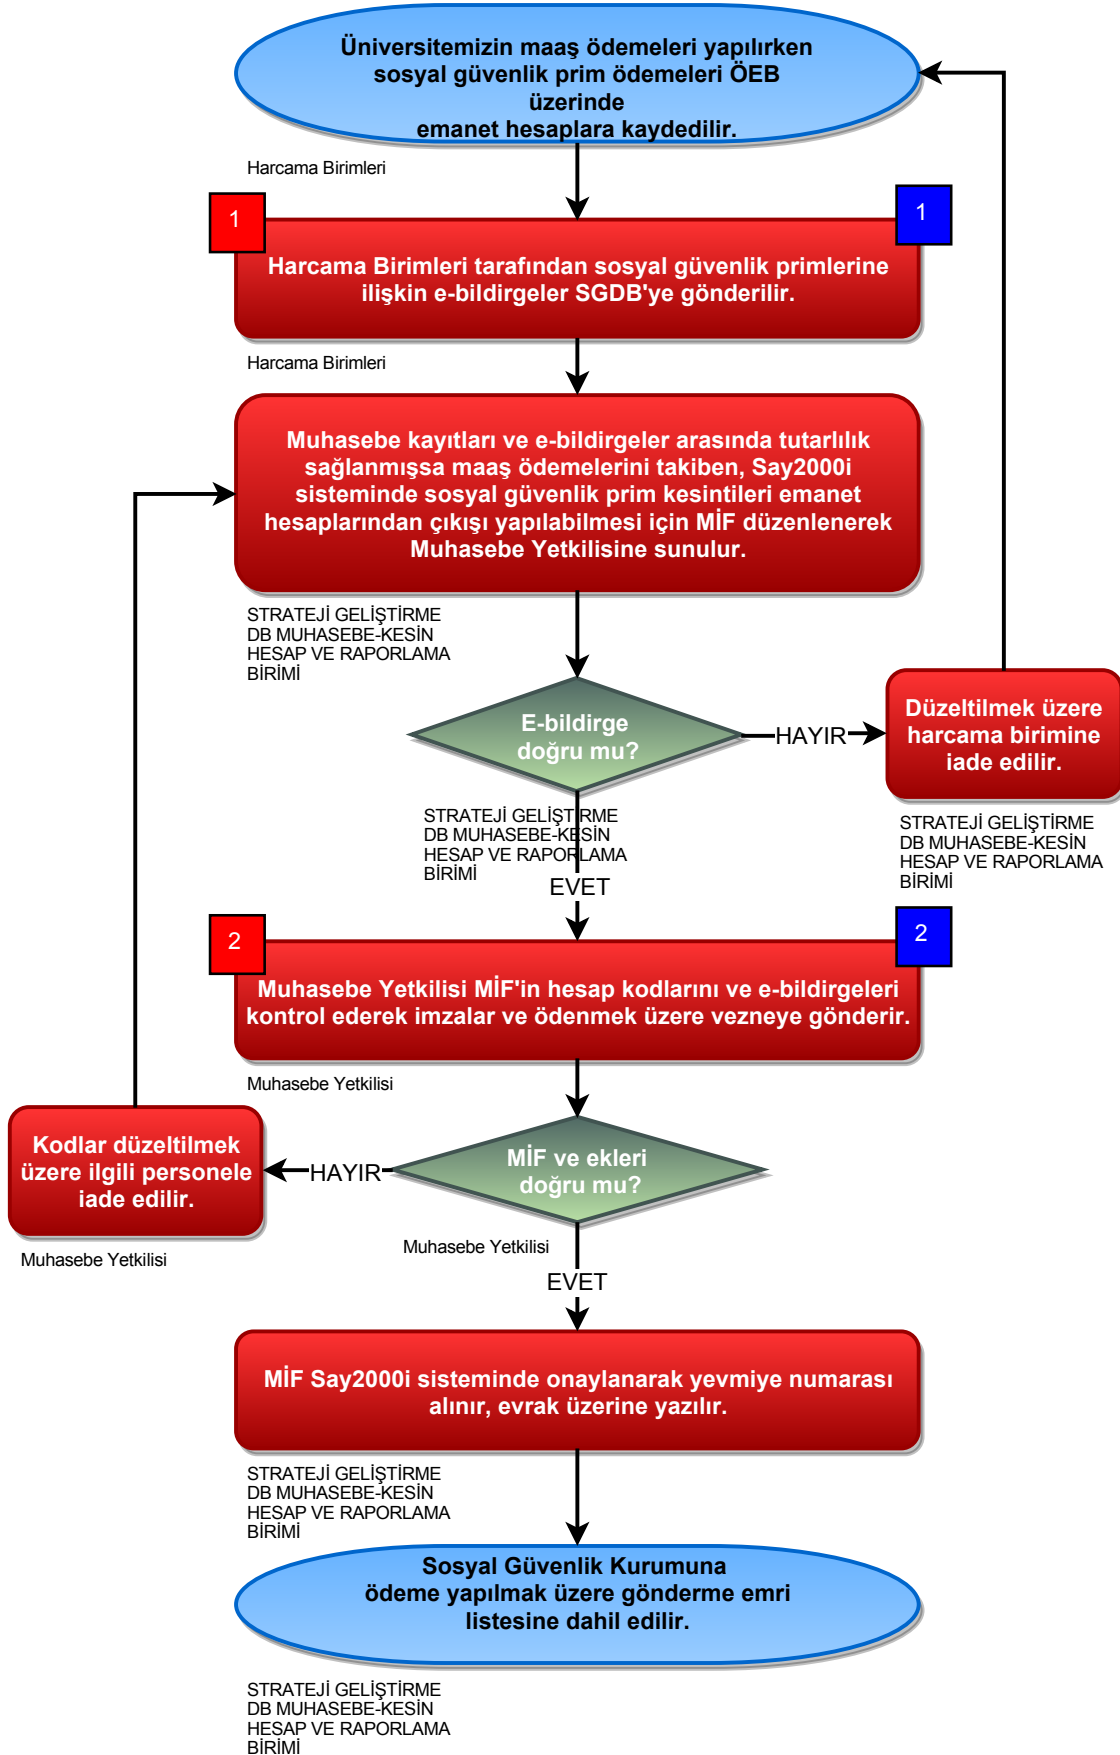 Üniversitemizin maaş ödemeleri yapılırken
sosyal güvenlik prim ödemeleri ÖEB
üzerinde
emanet hesaplara kaydedilir.
Harcama Birimleri
1
1
Harcama Birimleri tarafından sosyal güvenlik primlerine
ilişkin e-bildirgeler SGDB'ye gönderilir.
Harcama Birimleri
Muhasebe kayıtları ve e-bildirgeler arasında tutarlılık
sağlanmışsa maaş ödemelerini takiben, Say2000i
sisteminde sosyal güvenlik prim kesintileri emanet
hesaplarından çıkışı yapılabilmesi için MİF düzenlenerek
Muhasebe Yetkilisine sunulur.
STRATEJİ GELİŞTİRME
DB MUHASEBE-KESİN
HESAP VE RAPORLAMA
BİRİMİ
E-bildirge
doğru mu?
HAYIR
Düzeltilmek üzere
harcama birimine
iade edilir.
STRATEJİ GELİŞTİRME
DB MUHASEBE-KESİN
HESAP VE RAPORLAMA
BİRİMİ
STRATEJİ GELİŞTİRME
DB MUHASEBE-KESİN
HESAP VE RAPORLAMA
BİRİMİ
EVET
2
2
Muhasebe Yetkilisi MİF'in hesap kodlarını ve e-bildirgeleri
kontrol ederek imzalar ve ödenmek üzere vezneye gönderir.
Muhasebe Yetkilisi
MİF ve ekleri
doğru mu?
HAYIR
Kodlar düzeltilmek
üzere ilgili personele
iade edilir.
Muhasebe Yetkilisi
Muhasebe Yetkilisi
EVET
MİF Say2000i sisteminde onaylanarak yevmiye numarası
alınır, evrak üzerine yazılır.
STRATEJİ GELİŞTİRME
DB MUHASEBE-KESİN
HESAP VE RAPORLAMA
BİRİMİ
Sosyal Güvenlik Kurumuna
ödeme yapılmak üzere gönderme emri
listesine dahil edilir.
STRATEJİ GELİŞTİRME
DB MUHASEBE-KESİN
HESAP VE RAPORLAMA
BİRİMİ